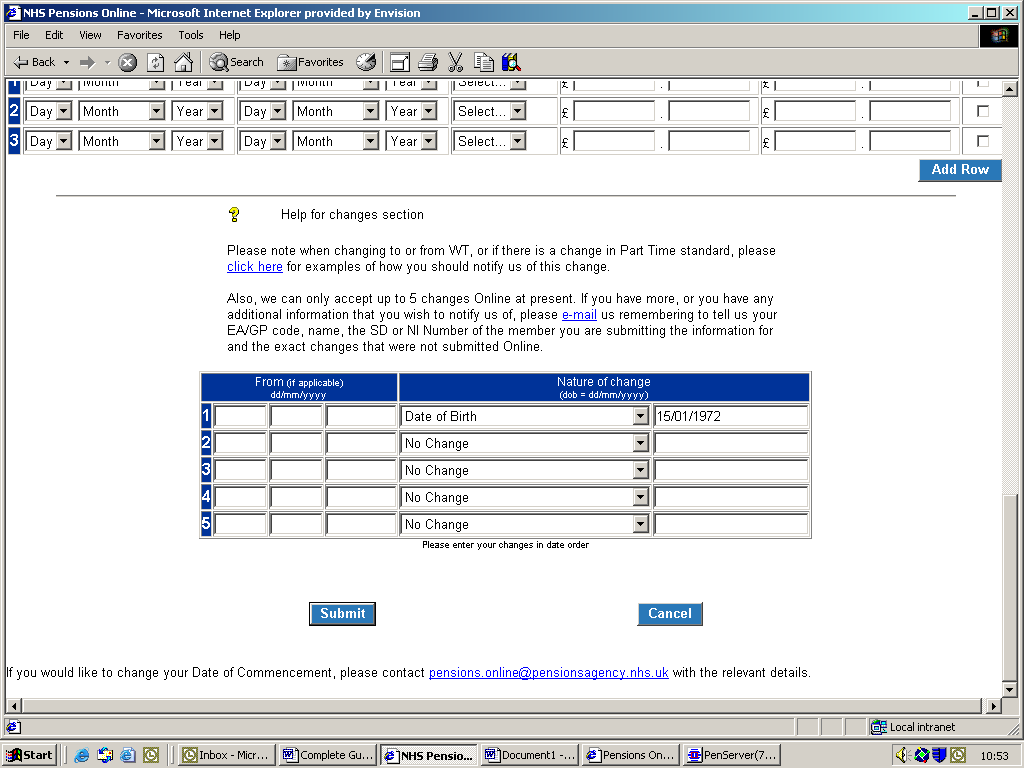 NHS Pensions Online - Microsoft Internet Explorer provided by Envision
File Edit View Favorites Tools Help
Back Search Favorites
1 Day Month Year Day Month Year Select... £ . £ .
2 Day Month Year Day Month Year Select... £ . £ .
3 Day Month Year Day Month Year Select... £ . £ .
Add Row
? Help for changes section
Please note when changing to or from WT, or if there is a change in Part Time standard, please
click here for examples of how you should notify us of this change.
Also, we can only accept up to 5 changes Online at present. If you have more, or you have any
additional information that you wish to notify us of, please e-mail us remembering to tell us your
EA/GP code, name, the SD or NI Number of the member you are submitting the information for
and the exact changes that were not submitted Online.
From (if applicable) Nature of change
dd/mm/yyyy (dob = dd/mm/yyyy)
1 Date of Birth 15/01/1972
2 No Change
3 No Change
4 No Change
5 No Change
Please enter your changes in date order
Submit Cancel
If you would like to change your Date of Commencement, please contact pensions.online@pensionsagency.nhs.uk with the relevant details.
Local intranet
Start Inbox - Micr... Complete Gu... NHS Pensio... Document1 -... Pensions On... PenServer(7... 10:53